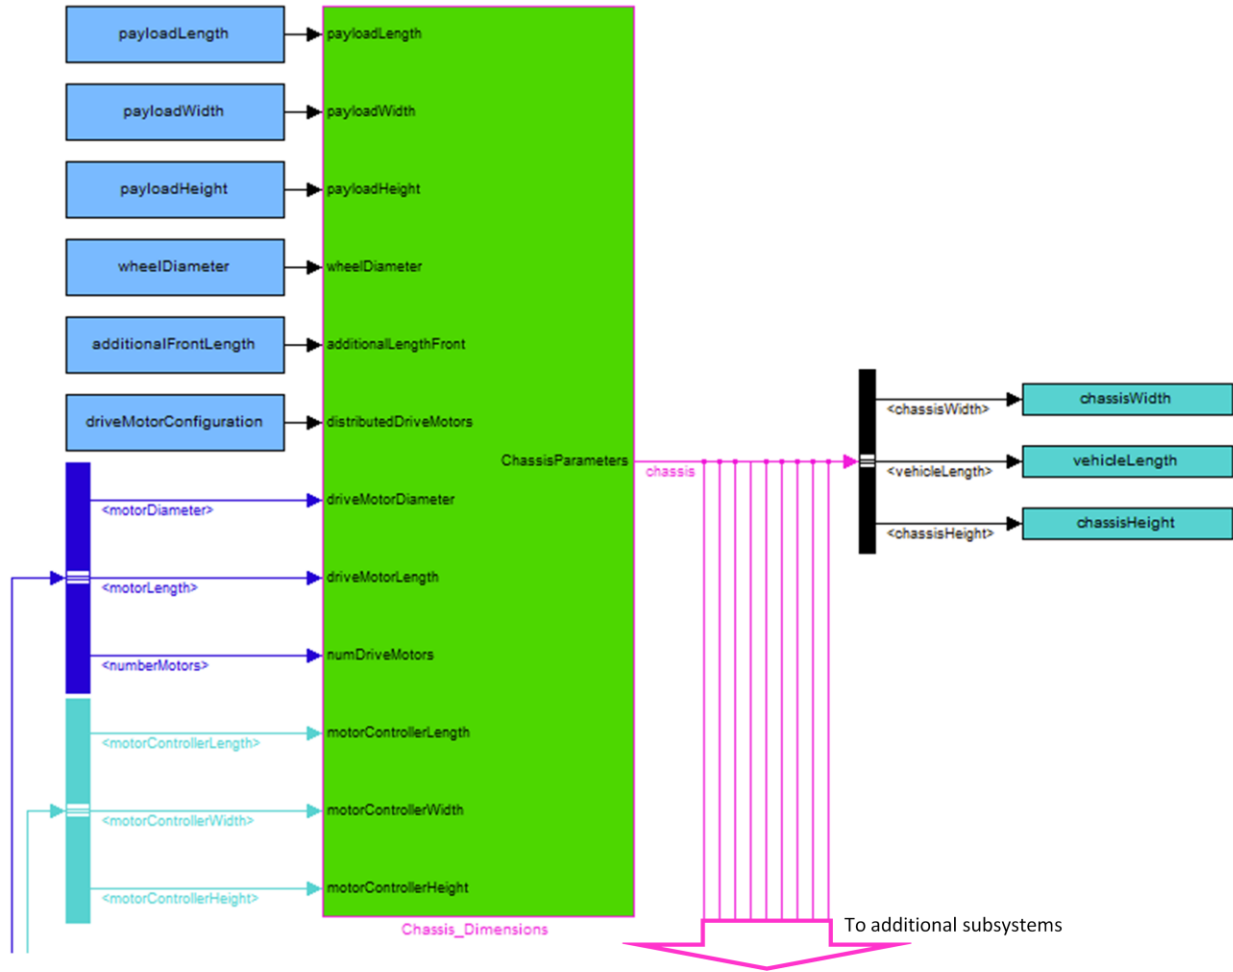 payloadLength
payloadLength
payloadWidth
payloadWidth
payloadHeight
payloadHeight
wheelDiameter
wheelDiameter
additionalFrontLength
additionalLengthFront
driveMotorConfiguration
distributedDriveMotors
<motorDiameter>
driveMotorDiameter
<motorLength>
driveMotorLength
<numberMotors>
numDriveMotors
<motorControllerLength>
motorControllerLength
<motorControllerWidth>
motorControllerWidth
<motorControllerHeight>
motorControllerHeight
Chassis_Dimensions
ChassisParameters
chassis
<chassisWidth>
chassisWidth
<vehicleLength>
vehicleLength
<chassisHeight>
chassisHeight
To additional subsystems